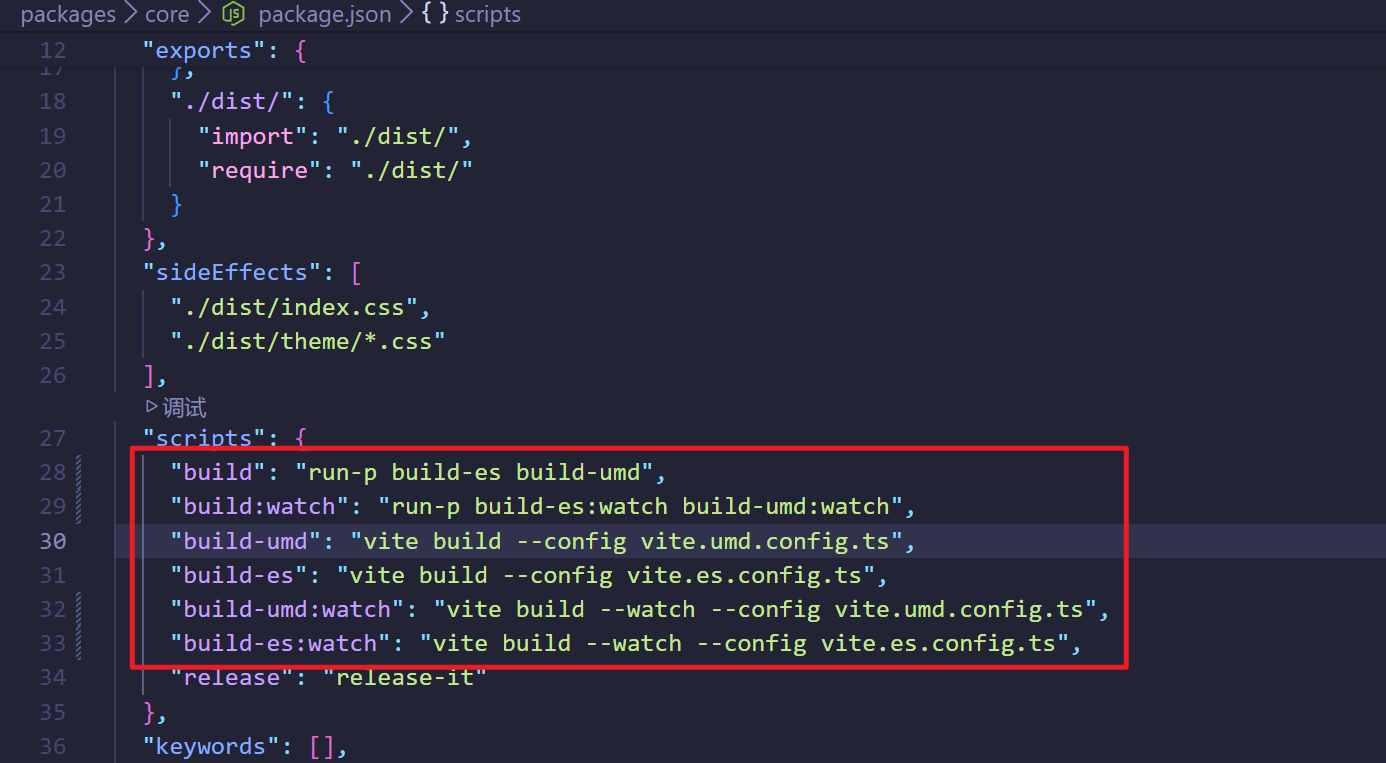 packages > core > JS package.json > { } scripts
12 "exports": {
17 },
18 "./dist/": {
19 "import": "./dist/",
20 "require": "./dist/"
21 }
22 },
23 "sideEffects": [
24 "./dist/index.css",
25 "./dist/theme/*.css"
26 ],
调试
27 "scripts": {
28 "build": "run-p build-es build-umd",
29 "build:watch": "run-p build-es:watch build-umd:watch",
30 "build-umd": "vite build --config vite.umd.config.ts",
31 "build-es": "vite build --config vite.es.config.ts",
32 "build-umd:watch": "vite build --watch --config vite.umd.config.ts",
33 "build-es:watch": "vite build --watch --config vite.es.config.ts",
34 "release": "release-it"
35 },
36 "keywords": [],